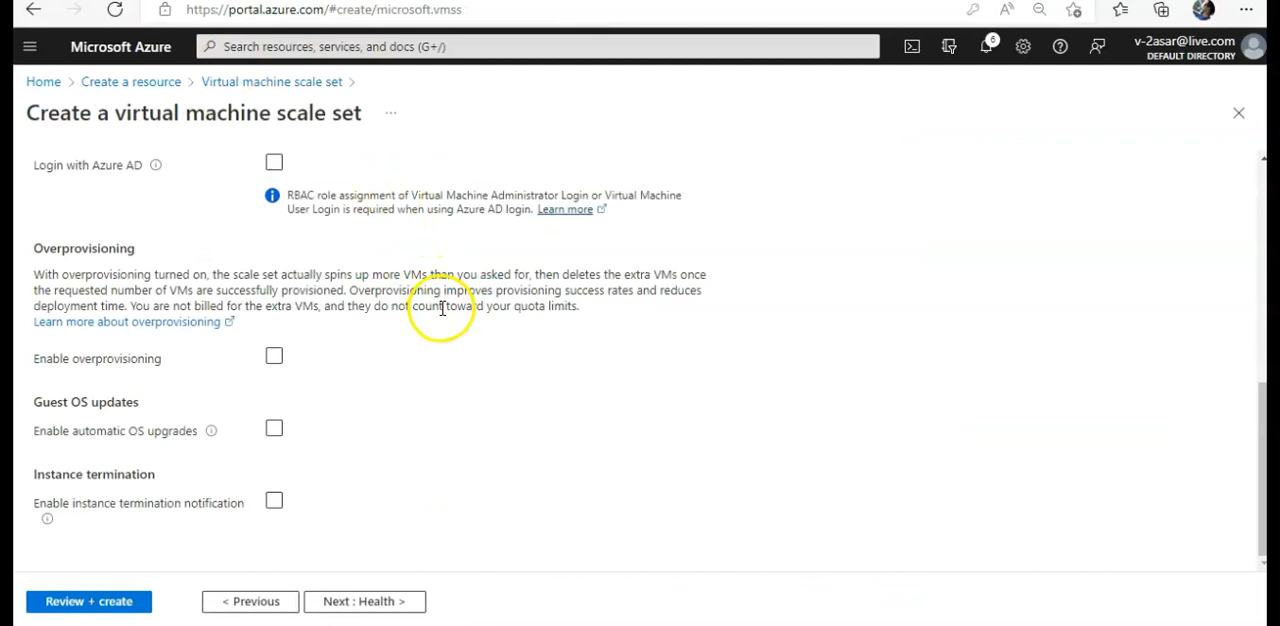 https://portal.azure.com/#create/microsoft.vmss
Microsoft Azure
Search resources, services, and docs (G+/)
6
v-2asar@live.com
DEFAULT DIRECTORY
Home > Create a resource > Virtual machine scale set >
Create a virtual machine scale set ...
Login with Azure AD
RBAC role assignment of Virtual Machine Administrator Login or Virtual Machine
User Login is required when using Azure AD login. Learn more
Overprovisioning
With overprovisioning turned on, the scale set actually spins up more VMs than you asked for, then deletes the extra VMs once
the requested number of VMs are successfully provisioned. Overprovisioning improves provisioning success rates and reduces
deployment time. You are not billed for the extra VMs, and they do not count toward your quota limits.
Learn more about overprovisioning
Enable overprovisioning
Guest OS updates
Enable automatic OS upgrades
Instance termination
Enable instance termination notification
Review + create
< Previous
Next : Health >